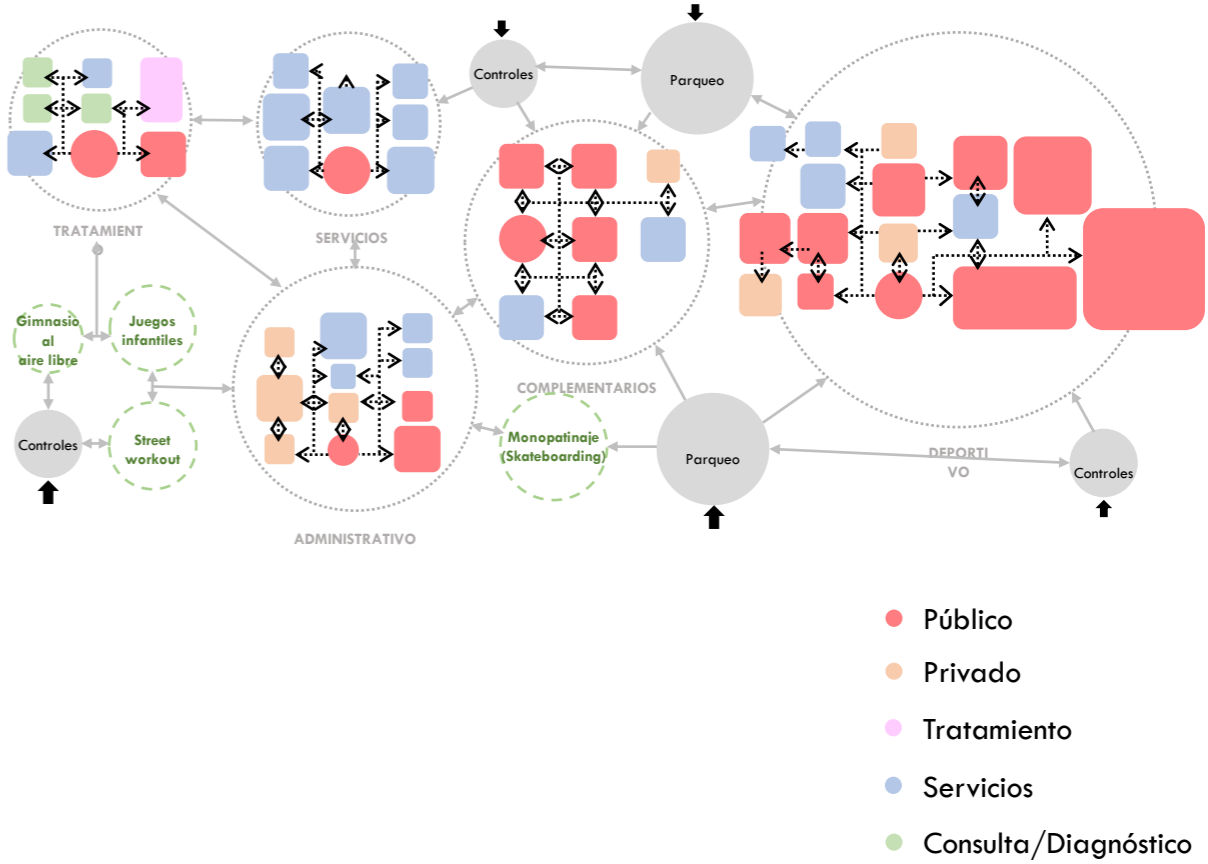 Controles
Parqueo
TRATAMIENT
O
SERVICIOS
Gimnasio
al
aire libre
Juegos
infantiles
COMPLEMENTARIOS
Controles
Street
workout
Monopatinaje
(Skateboarding)
Parqueo
DEPORTI
VO
Controles
ADMINISTRATIVO
Público
Privado
Tratamiento
Servicios
Consulta/Diagnóstico